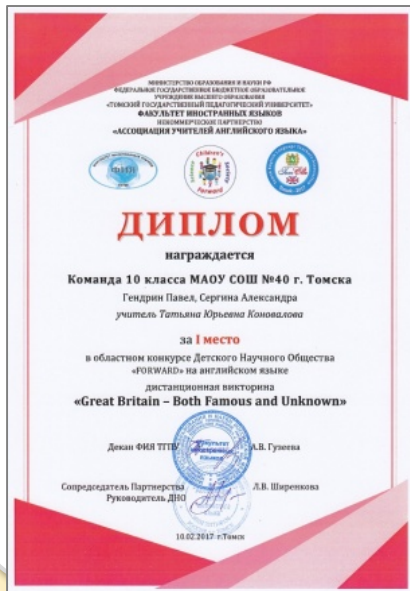 МИНИСТЕРСТВО ОБРАЗОВАНИЯ И НАУКИ РФ
ФЕДЕРАЛЬНОЕ ГОСУДАРСТВЕННОЕ БЮДЖЕТНОЕ ОБРАЗОВАТЕЛЬНОЕ
УЧРЕЖДЕНИЕ ВЫСШЕГО ОБРАЗОВАНИЯ
«ТОМСКИЙ ГОСУДАРСТВЕННЫЙ ПЕДАГОГИЧЕСКИЙ УНИВЕРСИТЕТ»
ФАКУЛЬТЕТ ИНОСТРАННЫХ ЯЗЫКОВ
НЕКОММЕРЧЕСКОЕ ПАРТНЕРСТВО
«АССОЦИАЦИЯ УЧИТЕЛЕЙ АНГЛИЙСКОГО ЯЗЫКА»
Forward
ДИПЛОМ
награждается
Команда 10 класса МАОУ СОШ №40 г. Томска
Гендрин Павел, Сергина Александра
учитель Татьяна Юрьевна Коновалова
за I место
в областном конкурсе Детского Научного Общества
«FORWARD» на английском языке
дистанционная викторина
«Great Britain – Both Famous and Unknown»
Декан ФИЯ ТГПУ А.В. Гузеева
Сопредседатель Партнерства Л.В. Ширенкова
Руководитель ДНО
10.02.2017 г.Томск